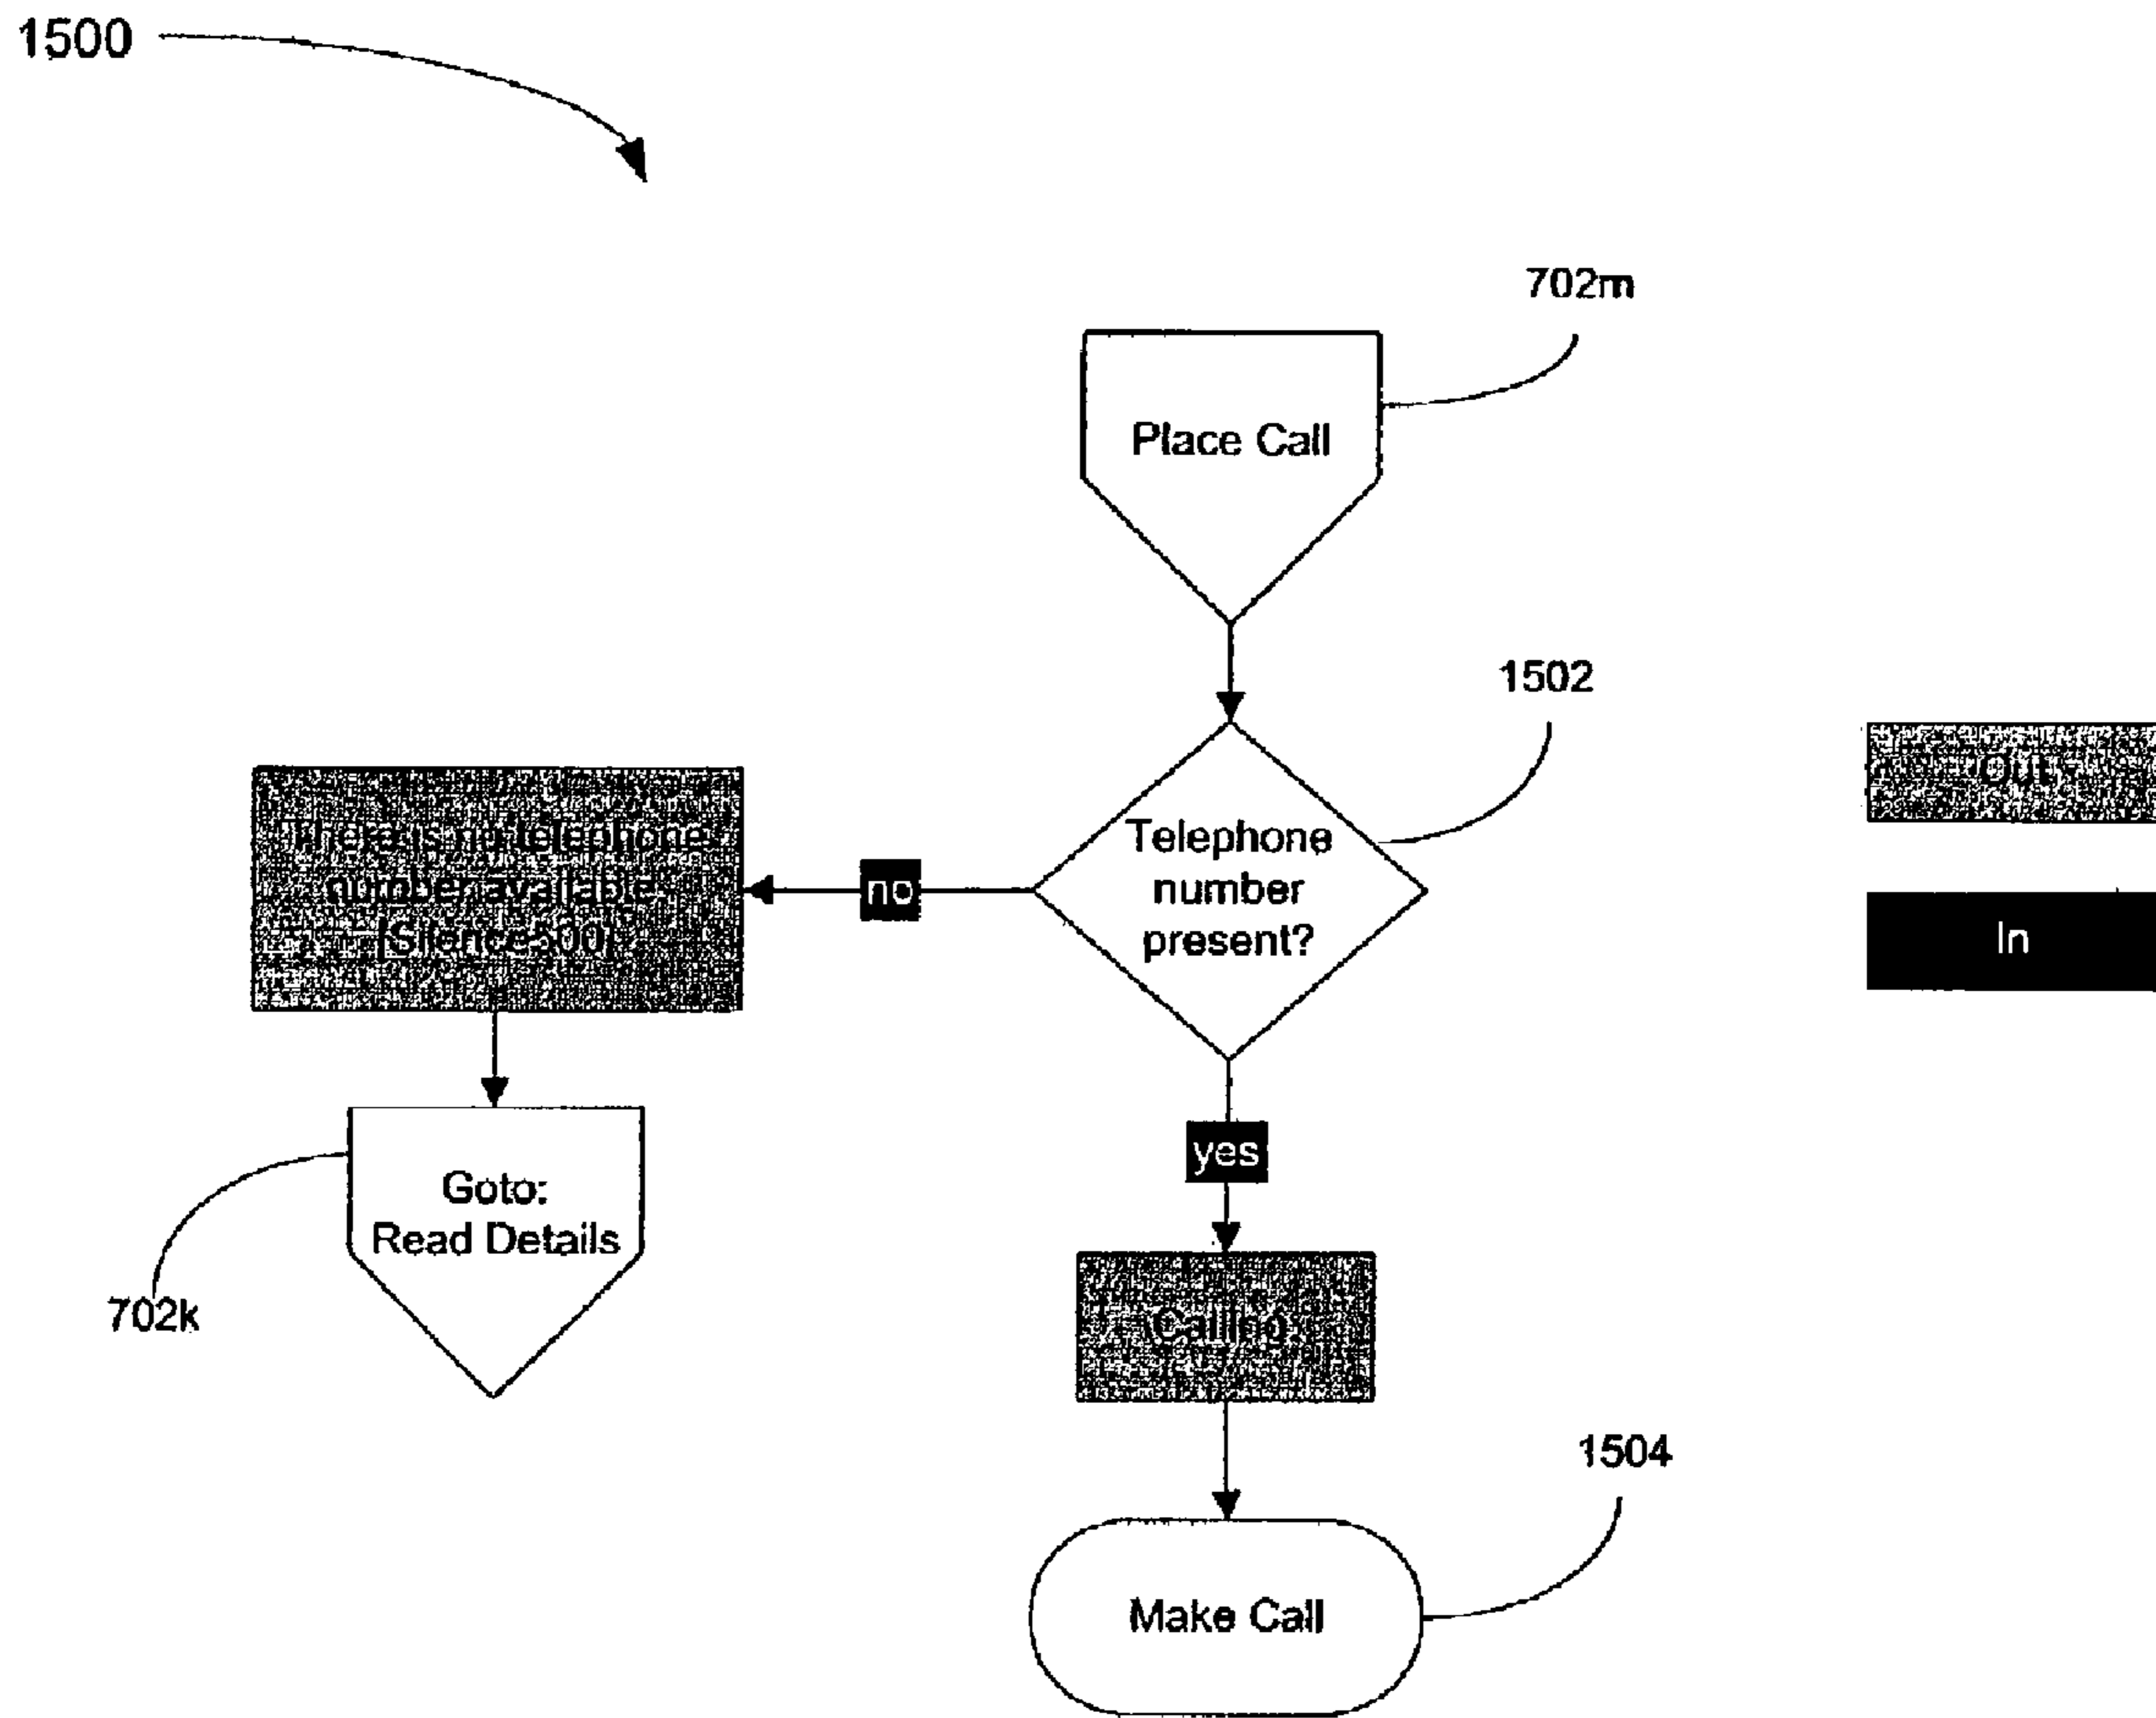 1500
702m
Place Call
1502
Telephone
number
present?
no
There is no telephone
number available
[Silence500]
Out
In
yes
Goto:
Read Details
702k
Calling
1504
Make Call